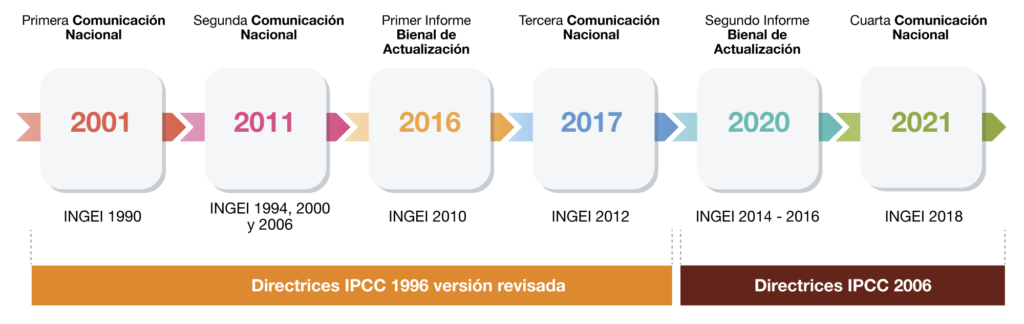 Primera Comunicación
Nacional
Segunda Comunicación
Nacional
Primer Informe
Bienal de
Actualización
Tercera Comunicación
Nacional
Segundo Informe
Bienal de
Actualización
Cuarta Comunicación
Nacional
2001
2011
2016
2017
2020
2021
INGEI 1990
INGEI 1994, 2000
y 2006
INGEI 2010
INGEI 2012
INGEI 2014 - 2016
INGEI 2018
Directrices IPCC 1996 versión revisada
Directrices IPCC 2006